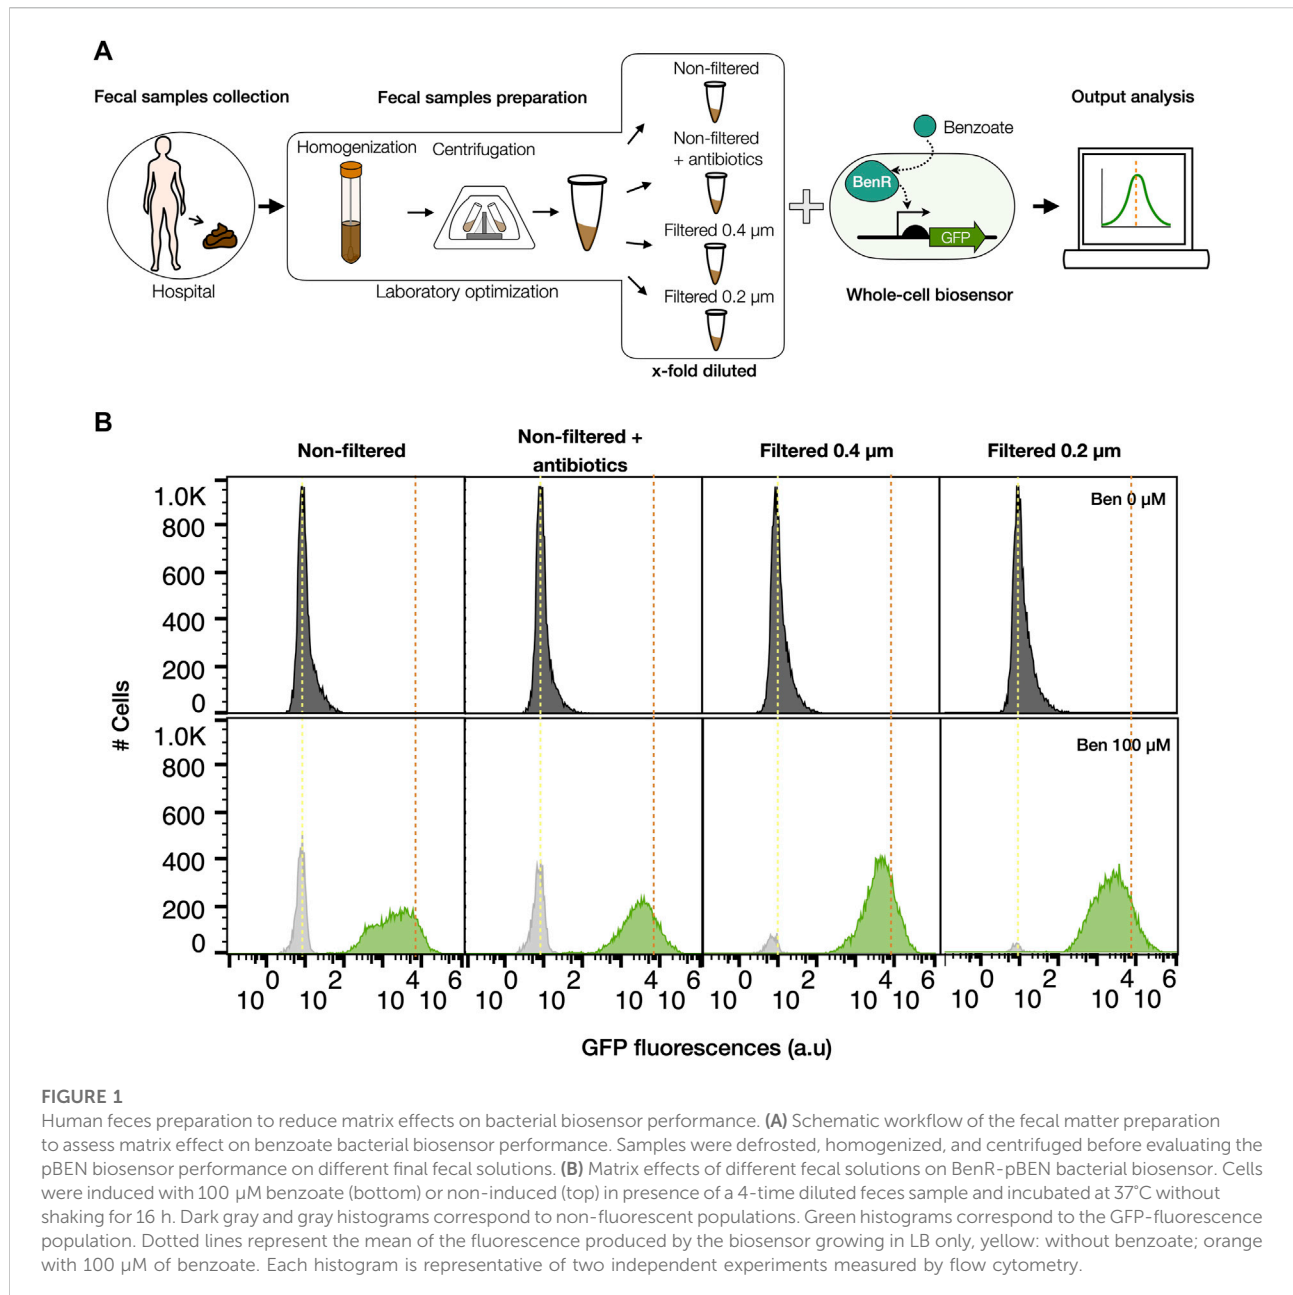 A
Fecal samples collection
Fecal samples preparation
Output analysis
Homogenization
Centrifugation
Non-filtered
Non-filtered
+ antibiotics
Filtered 0.4 µm
Filtered 0.2 µm
x-fold diluted
Hospital
Laboratory optimization
Benzoate
BenR
GFP
Whole-cell biosensor
B
Non-filtered
Non-filtered +
antibiotics
Filtered 0.4 µm
Filtered 0.2 µm
Ben 0 µM
1.0K
800
600
400
200
0
Ben 100 µM
1.0K
800
600
400
200
0
# Cells
10^0 10^2 10^4 10^6
10^0 10^2 10^4 10^6
10^0 10^2 10^4 10^6
10^0 10^2 10^4 10^6
GFP fluorescences (a.u)
FIGURE 1
Human feces preparation to reduce matrix effects on bacterial biosensor performance. (A) Schematic workflow of the fecal matter preparation
to assess matrix effect on benzoate bacterial biosensor performance. Samples were defrosted, homogenized, and centrifuged before evaluating the
pBEN biosensor performance on different final fecal solutions. (B) Matrix effects of different fecal solutions on BenR-pBEN bacterial biosensor. Cells
were induced with 100 µM benzoate (bottom) or non-induced (top) in presence of a 4-time diluted feces sample and incubated at 37°C without
shaking for 16 h. Dark gray and gray histograms correspond to non-fluorescent populations. Green histograms correspond to the GFP-fluorescence
population. Dotted lines represent the mean of the fluorescence produced by the biosensor growing in LB only, yellow: without benzoate; orange
with 100 µM of benzoate. Each histogram is representative of two independent experiments measured by flow cytometry.